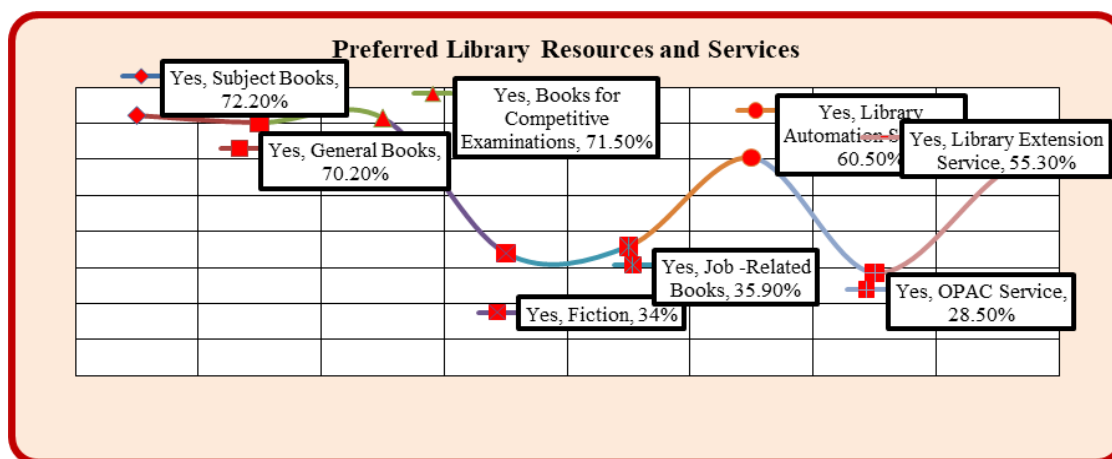 Preferred Library Resources and Services
Yes, Subject Books,
72.20%
Yes, General Books,
70.20%
Yes, Books for
Competitive
Examinations, 71.50%
Yes, Fiction, 34%
Yes, Job -Related
Books, 35.90%
Yes, Library
Automation
60.50%
Yes, Library Extension
Service, 55.30%
Yes, OPAC Service,
28.50%